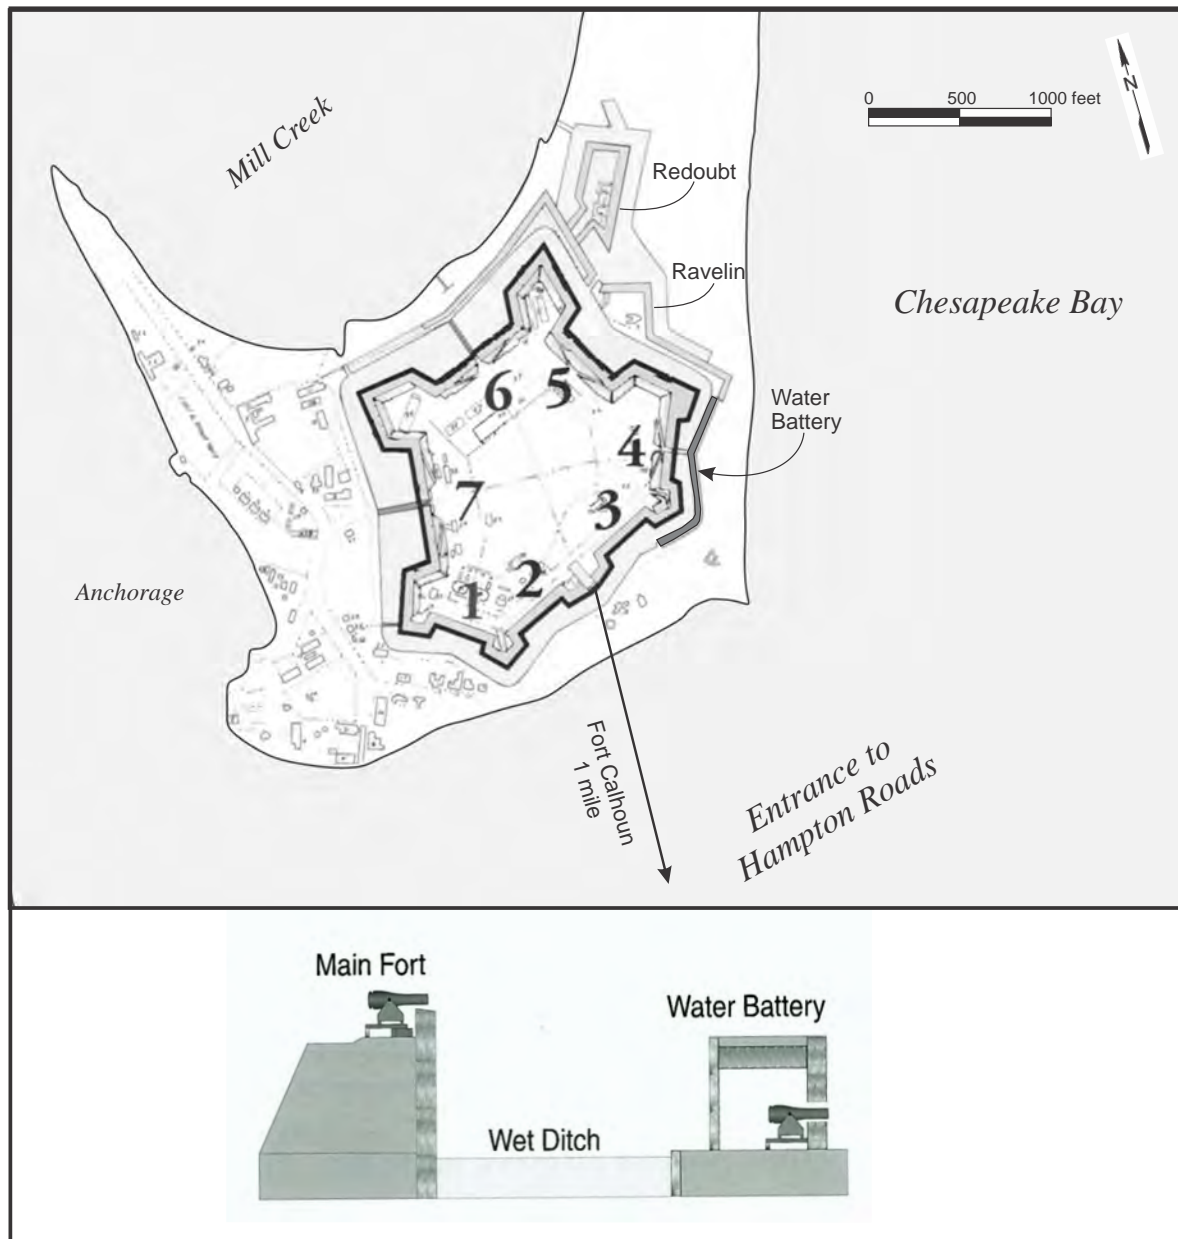 Mill Creek
0 500 1000 feet
N
Redoubt
Ravelin
Chesapeake Bay
Water
Battery
6
5
4
7
3
2
1
Anchorage
Fort Calhoun
1 mile
Entrance to
Hampton Roads
Main Fort
Water Battery
Wet Ditch